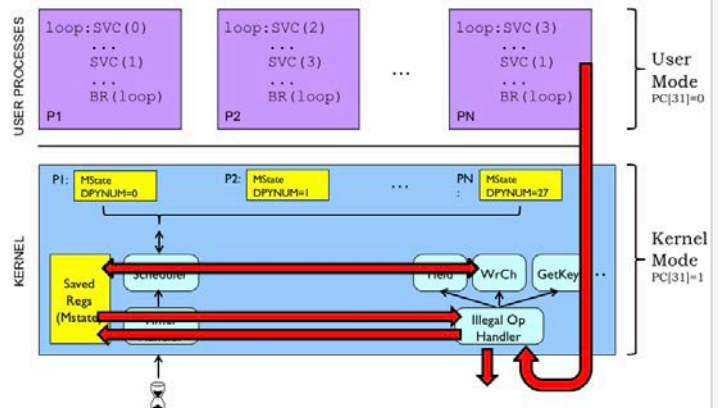 USER PROCESSES
loop:SVC(0)
...
SVC(1)
...
BR(loop)
P1
loop:SVC(2)
...
SVC(3)
...
BR(loop)
P2
...
loop:SVC(3)
...
SVC(1)
...
BR(loop)
PN
User
Mode
PC[31]=0
KERNEL
P1:
MState
DPYNUM=0
P2:
MState
DPYNUM=1
...
PN
:
MState
DPYNUM=27
Kernel
Mode
PC[31]=1
Saved
Regs
(Mstate)
Scheduler
WrCh
GetKey
..
Illegal Op
Handler